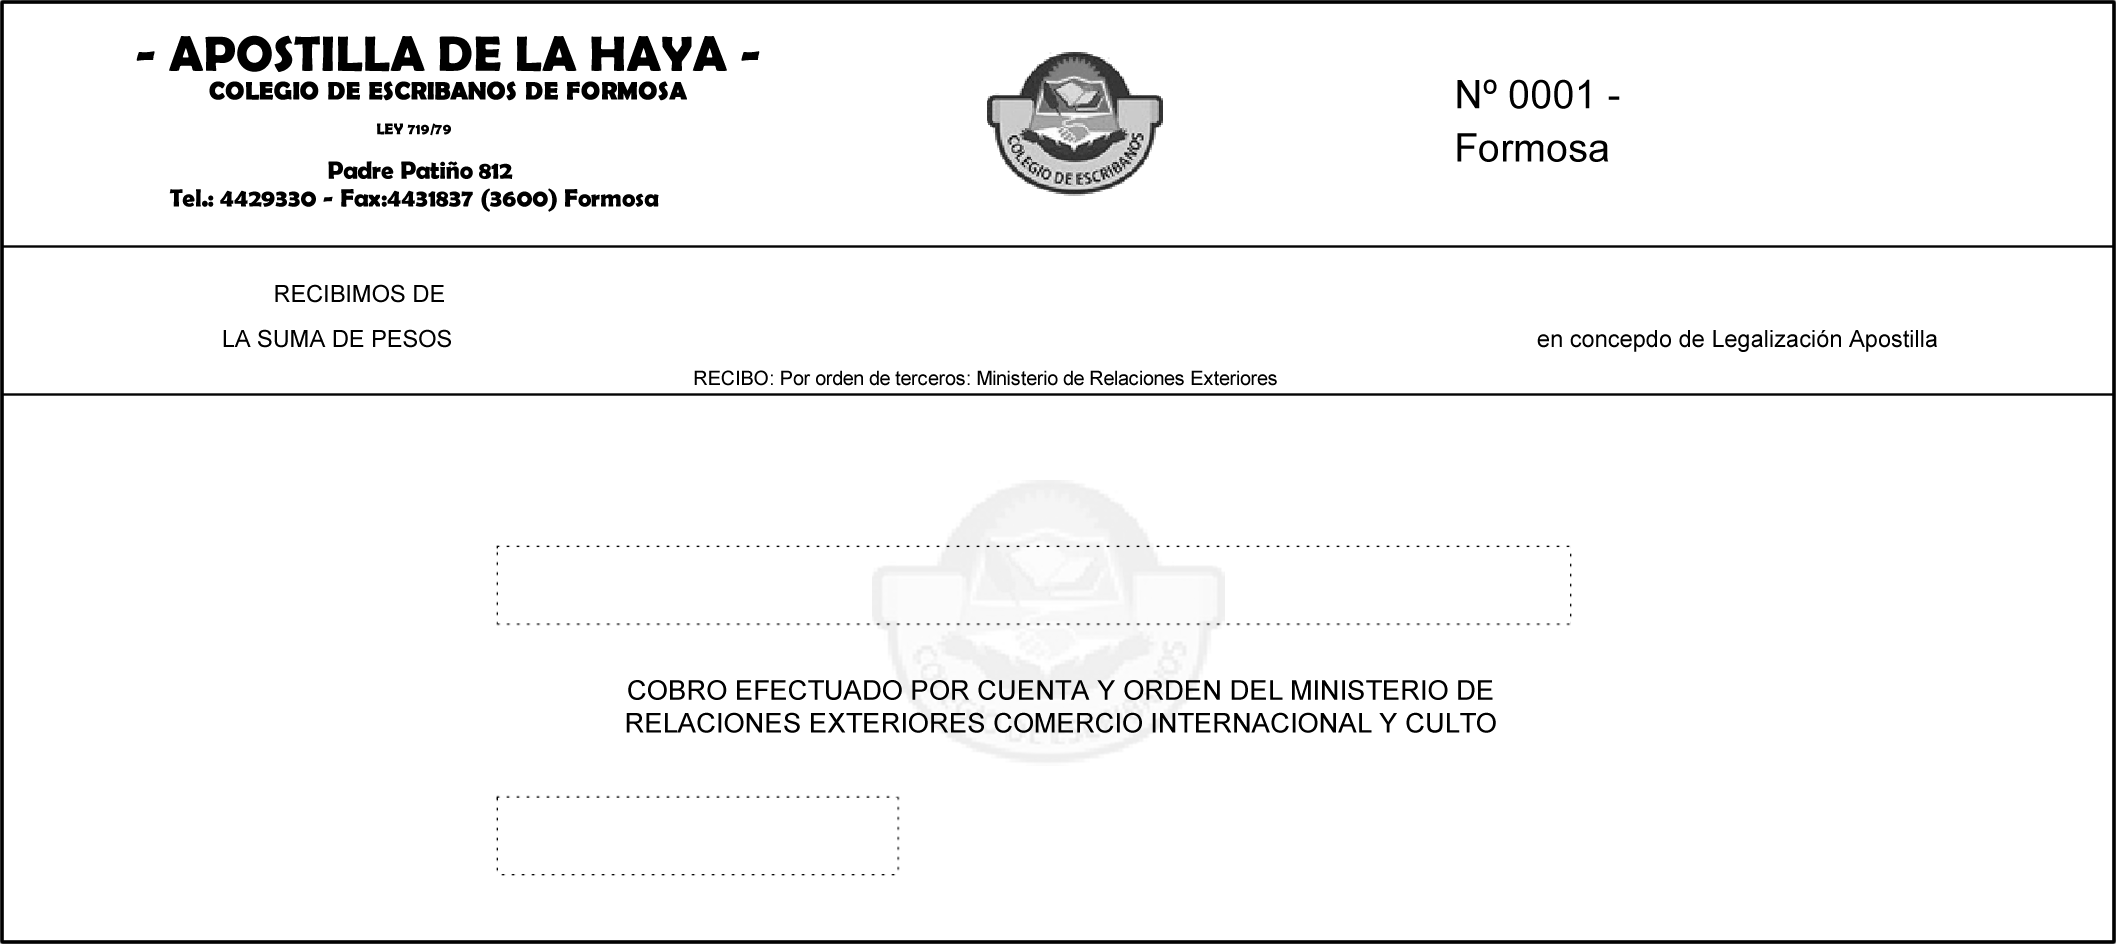 - APOSTILLA DE LA HAYA -
COLEGIO DE ESCRIBANOS DE FORMOSA
LEY 719/79
Padre Patiño 812
Tel.: 4429330 - Fax:4431837 (3600) Formosa
COLEGIO DE ESCRIBANOS
Nº 0001 -
Formosa
RECIBIMOS DE
LA SUMA DE PESOS
en concepdo de Legalización Apostilla
RECIBO: Por orden de terceros: Ministerio de Relaciones Exteriores
COBRO EFECTUADO POR CUENTA Y ORDEN DEL MINISTERIO DE
RELACIONES EXTERIORES COMERCIO INTERNACIONAL Y CULTO